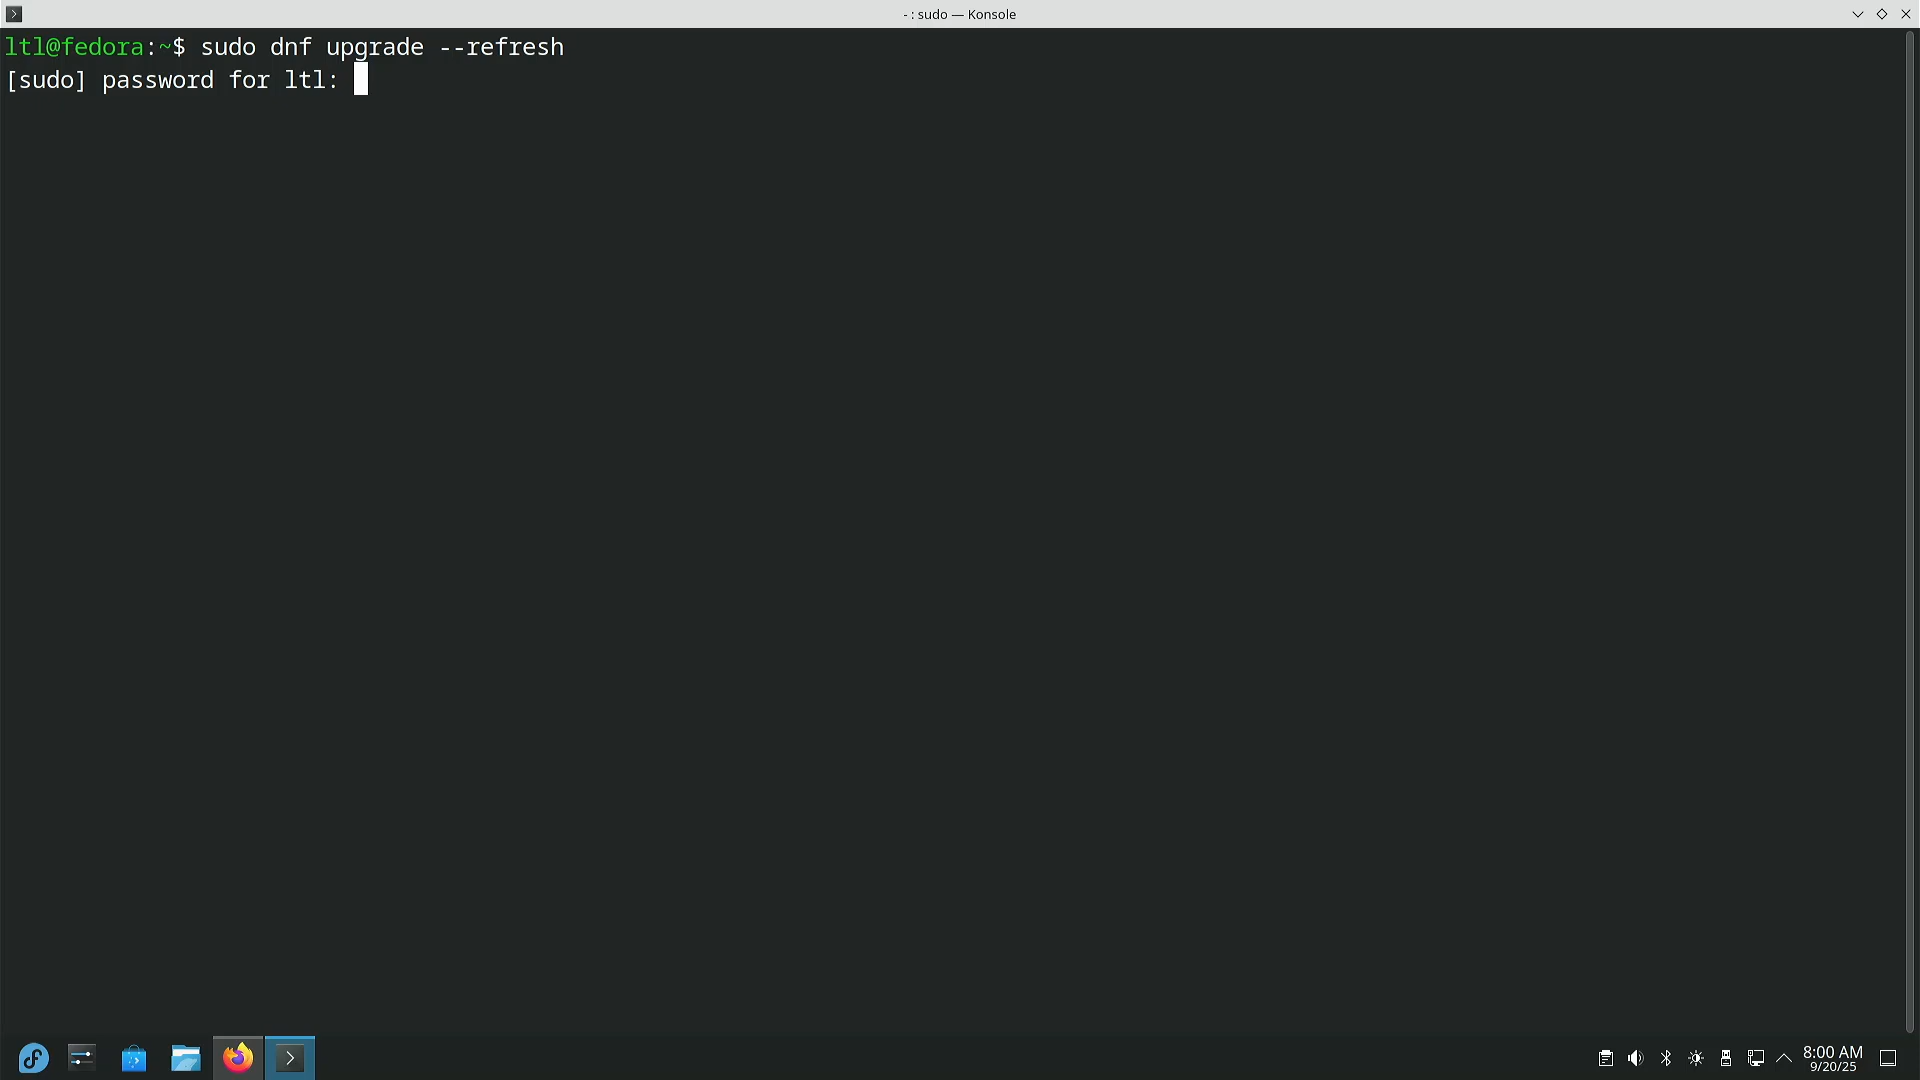 - : sudo — Konsole
ltl@fedora:~$ sudo dnf upgrade --refresh
[sudo] password for ltl:
8:00 AM
9/20/25